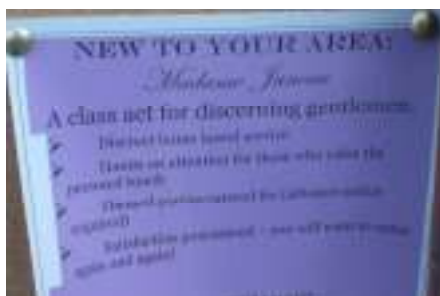 NEW TO YOUR AREA:
Madame
A class act for discerning gentlemen.
Discreet home based service.
Hands on attention for those who value the
personal touch.
required)
Satisfaction guaranteed - you will want to come
again and again!